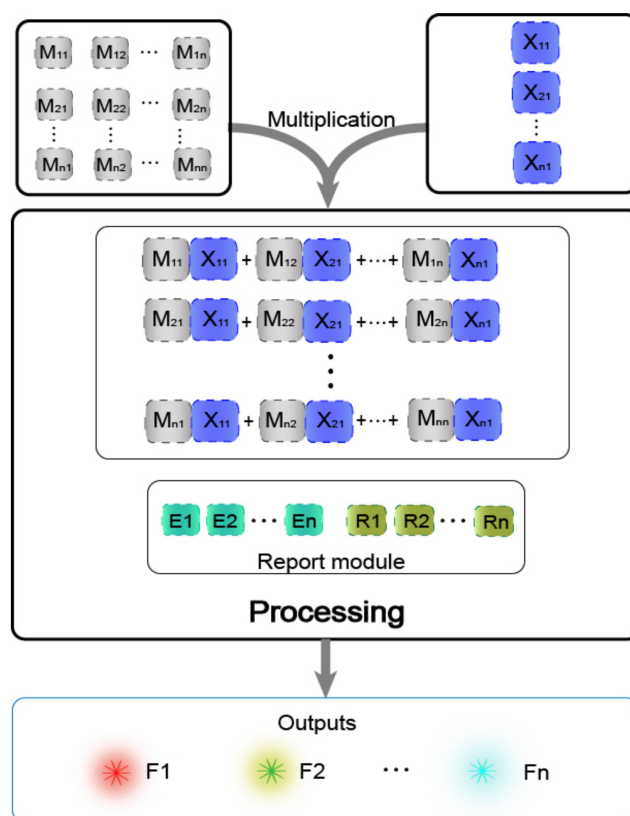 M11 M12 ... M1n
M21 M22 ... M2n
⋮ ⋮ ⋮
Mn1 Mn2 ... Mnn
X11
X21
⋮
Xn1
Multiplication
M11 X11 + M12 X21 +...+ M1n Xn1
M21 X11 + M22 X21 +...+ M2n Xn1
⋮
Mn1 X11 + Mn2 X21 +...+ Mnn Xn1
E1 E2 ... En R1 R2 ... Rn
Report module
Processing
Outputs
F1 F2 ... Fn